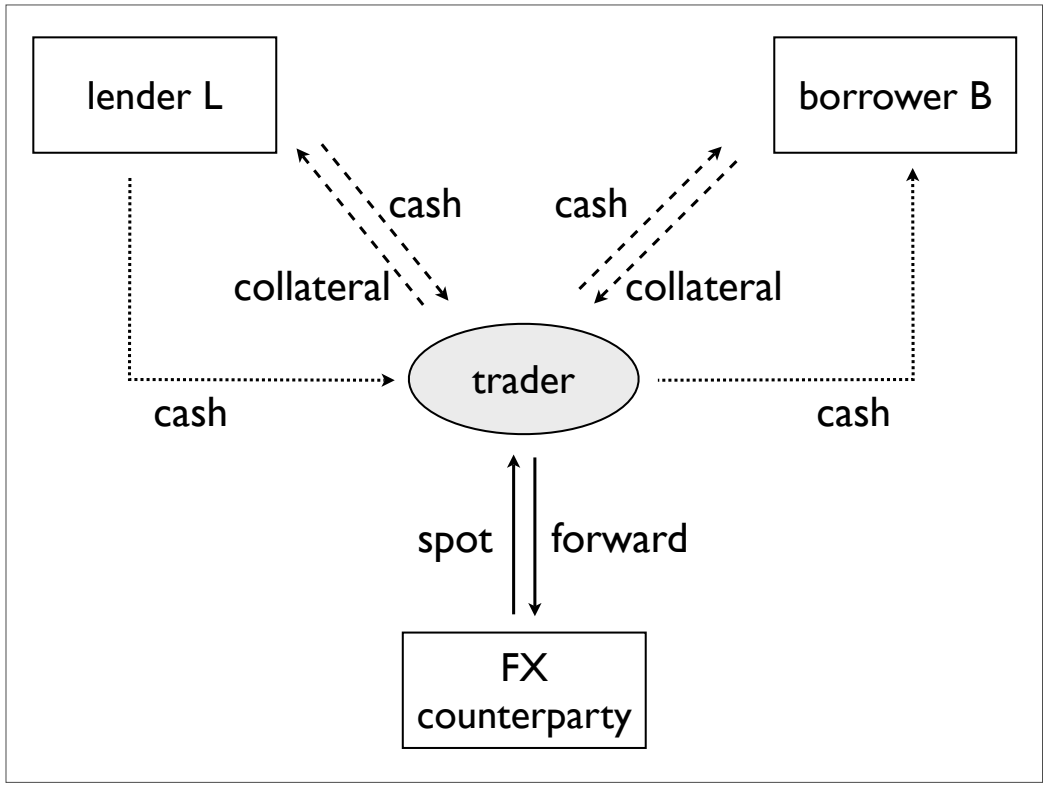 lender L
borrower B
cash
cash
collateral
collateral
trader
cash
cash
spot
forward
FX
counterparty